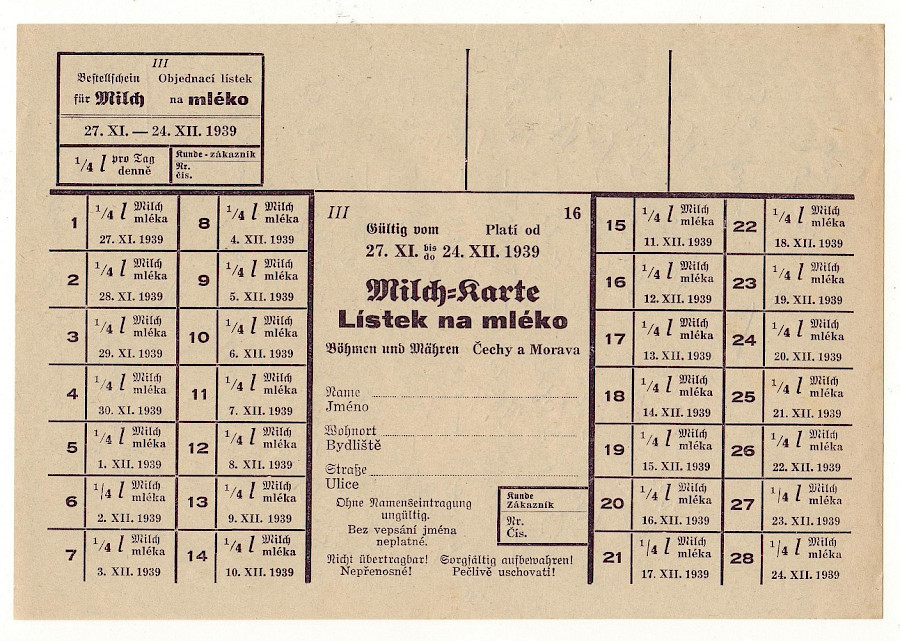 III
Bestellschein Objednací lístek
für Milch na mléko
27. XI. — 24. XII. 1939
1/4 l pro Tag denně
Kunde - zákazník
Nr.
čís.
1 1/4 l Milch mléka 27. XI. 1939
2 1/4 l Milch mléka 28. XI. 1939
3 1/4 l Milch mléka 29. XI. 1939
4 1/4 l Milch mléka 30. XI. 1939
5 1/4 l Milch mléka 1. XII. 1939
6 1/4 l Milch mléka 2. XII. 1939
7 1/4 l Milch mléka 3. XII. 1939
8 1/4 l Milch mléka 4. XII. 1939
9 1/4 l Milch mléka 5. XII. 1939
10 1/4 l Milch mléka 6. XII. 1939
11 1/4 l Milch mléka 7. XII. 1939
12 1/4 l Milch mléka 8. XII. 1939
13 1/4 l Milch mléka 9. XII. 1939
14 1/4 l Milch mléka 10. XII. 1939
III 16
Gültig vom Platí od
27. XI. bis do 24. XII. 1939
Milch=Karte
Lístek na mléko
Böhmen und Mähren Čechy a Morava
Name
Jméno
Wohnort
Bydliště
Straße
Ulice
Ohne Namenseintragung
ungültig.
Bez vepsání jména
neplatné.
Kunde
Zákazník
Nr.
Čís.
Nicht übertragbar! Sorgfältig aufbewahren!
Nepřenosné! Pečlivě uschovati!
15 1/4 l Milch mléka 11. XII. 1939
16 1/4 l Milch mléka 12. XII. 1939
17 1/4 l Milch mléka 13. XII. 1939
18 1/4 l Milch mléka 14. XII. 1939
19 1/4 l Milch mléka 15. XII. 1939
20 1/4 l Milch mléka 16. XII. 1939
21 1/4 l Milch mléka 17. XII. 1939
22 1/4 l Milch mléka 18. XII. 1939
23 1/4 l Milch mléka 19. XII. 1939
24 1/4 l Milch mléka 20. XII. 1939
25 1/4 l Milch mléka 21. XII. 1939
26 1/4 l Milch mléka 22. XII. 1939
27 1/4 l Milch mléka 23. XII. 1939
28 1/4 l Milch mléka 24. XII. 1939